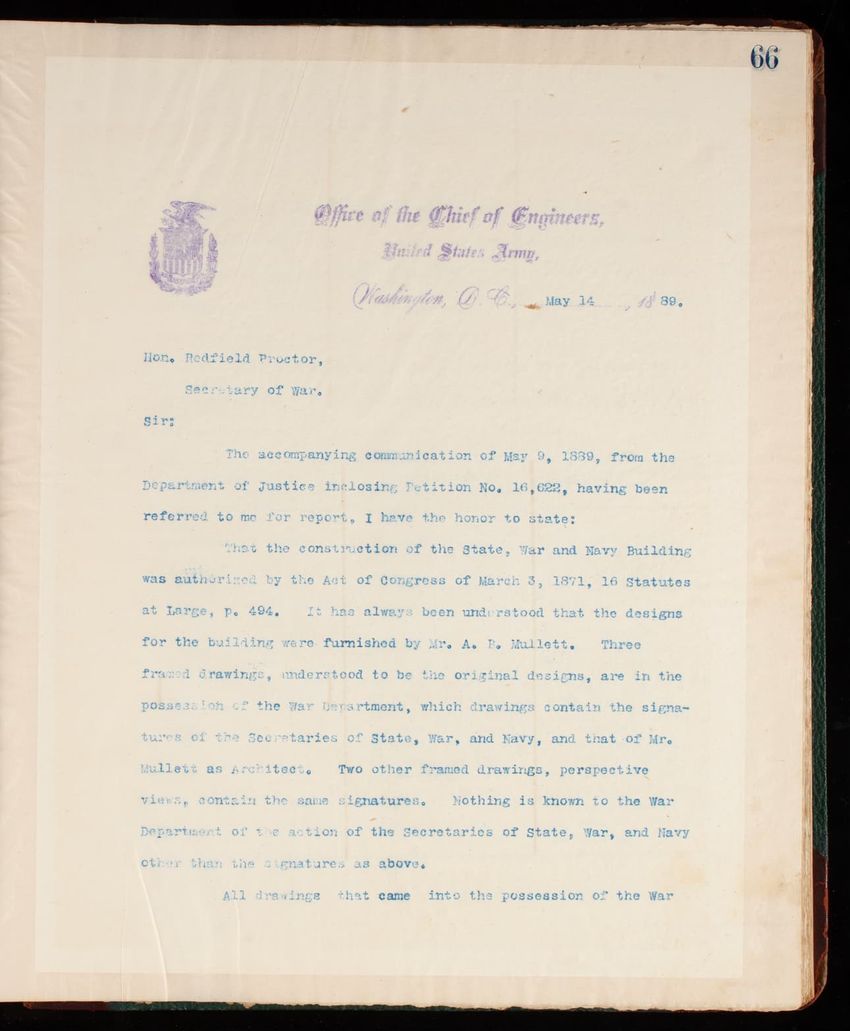 66
Office of the Chief of Engineers,
United States Army,
Washington, D. C., May 14, 1889.
Hon. Redfield Proctor,
Secretary of War.
Sir:
The accompanying communication of May 9, 1889, from the
Department of Justice inclosing Petition No. 16,622, having been
referred to me for report, I have the honor to state:
That the construction of the State, War and Navy Building
was authorized by the Act of Congress of March 3, 1871, 16 Statutes
at Large, p. 494. It has always been understood that the designs
for the building were furnished by Mr. A. B. Mullett. Three
framed drawings, understood to be the original designs, are in the
possession of the War Department, which drawings contain the signa-
tures of the Secretaries of State, War, and Navy, and that of Mr.
Mullett as Architect. Two other framed drawings, perspective
views, contain the same signatures. Nothing is known to the War
Department of the action of the Secretaries of State, War, and Navy
other than the signatures as above.
All drawings that came into the possession of the War